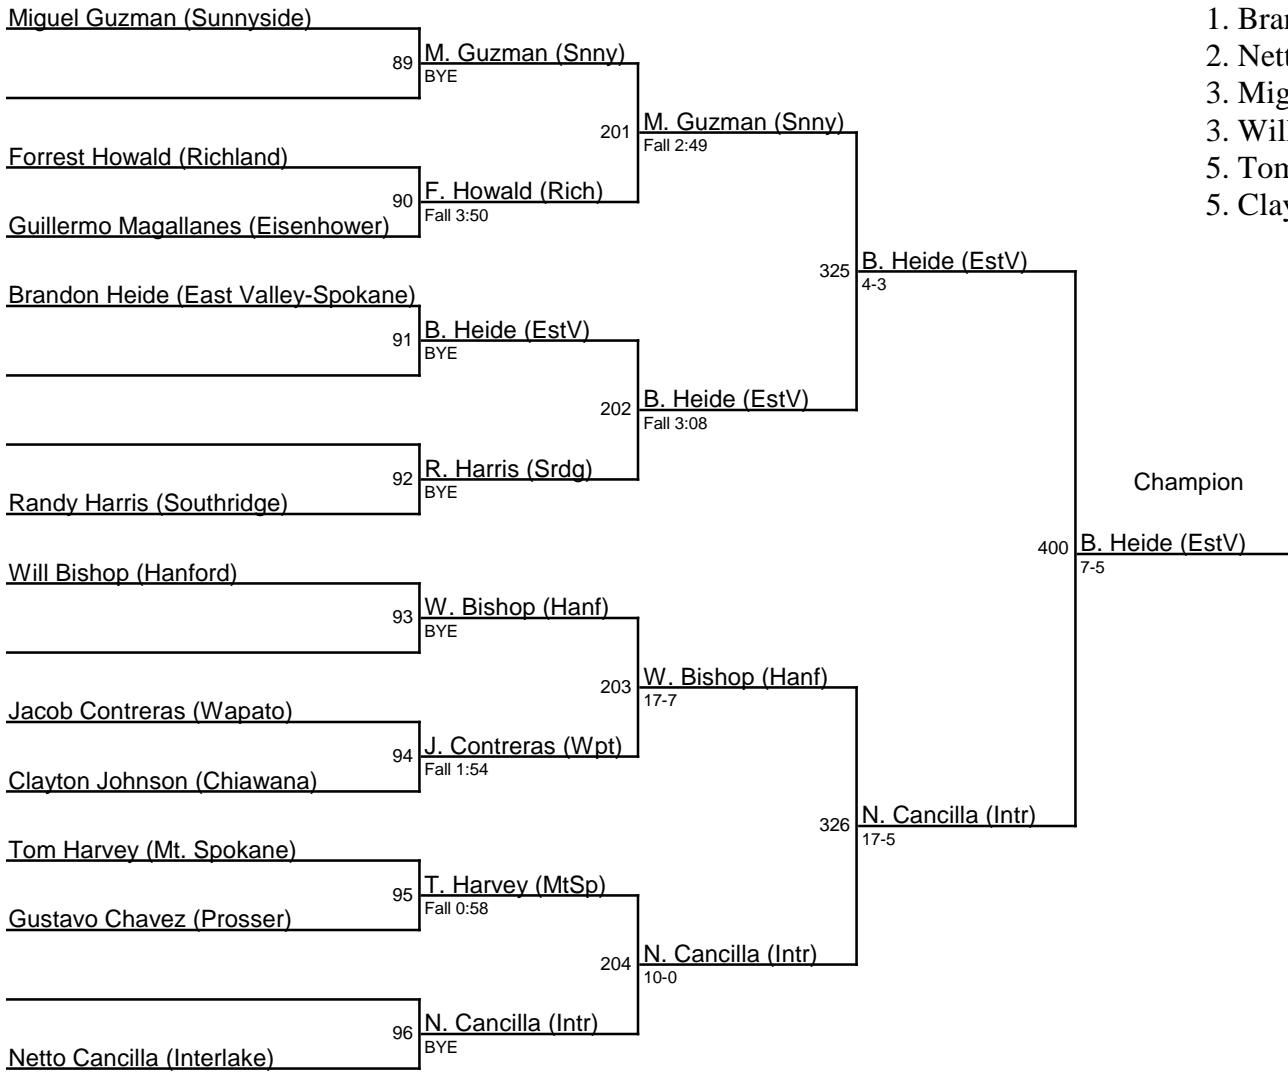 Miguel Guzman (Sunnyside)
89
M. Guzman (Snny)
BYE
201
M. Guzman (Snny)
Fall 2:49
Forrest Howald (Richland)
90
F. Howald (Rich)
Fall 3:50
Guillermo Magallanes (Eisenhower)
325
B. Heide (EstV)
4-3
Brandon Heide (East Valley-Spokane)
91
B. Heide (EstV)
BYE
202
B. Heide (EstV)
Fall 3:08
92
R. Harris (Srdg)
BYE
Randy Harris (Southridge)
Champion
400
B. Heide (EstV)
7-5
Will Bishop (Hanford)
93
W. Bishop (Hanf)
BYE
203
W. Bishop (Hanf)
17-7
Jacob Contreras (Wapato)
94
J. Contreras (Wpt)
Fall 1:54
Clayton Johnson (Chiawana)
326
N. Cancilla (Intr)
17-5
Tom Harvey (Mt. Spokane)
95
T. Harvey (MtSp)
Fall 0:58
Gustavo Chavez (Prosser)
204
N. Cancilla (Intr)
10-0
96
N. Cancilla (Intr)
BYE
Netto Cancilla (Interlake)
1. Bran
2. Nett
3. Mig
3. Will
5. Tom
5. Clay